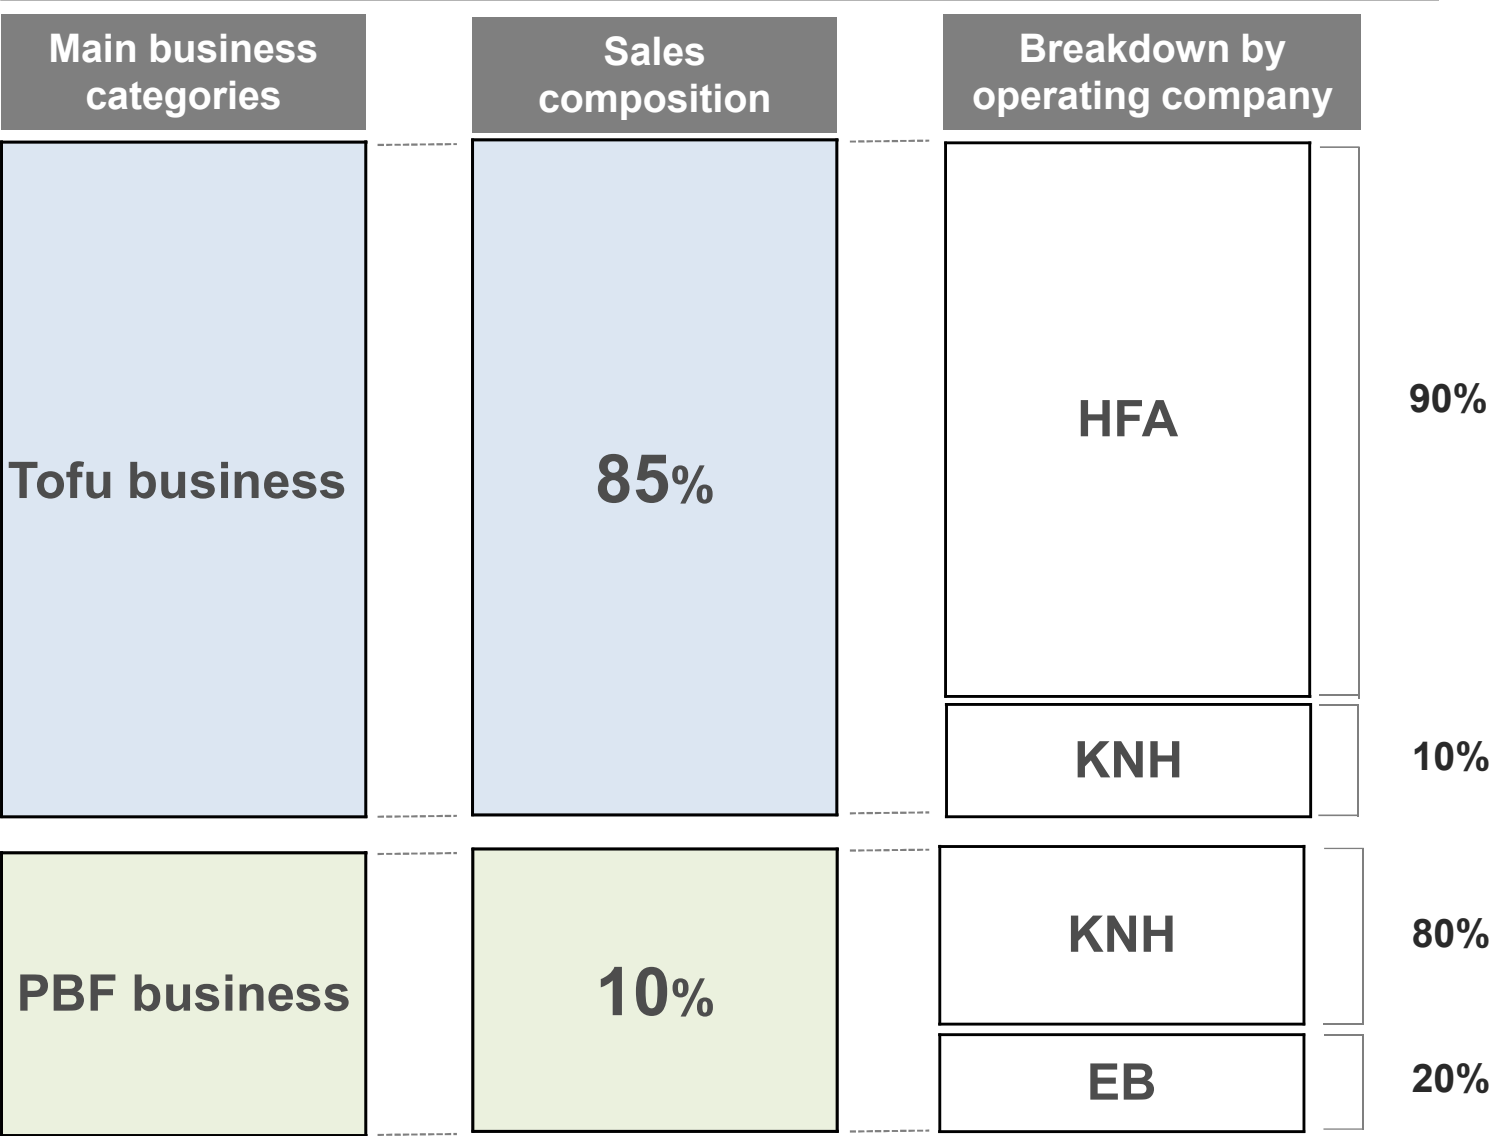 Main business
categories
Sales
composition
Breakdown by
operating company
Tofu business
85%
HFA
90%
KNH
10%
PBF business
10%
KNH
80%
EB
20%